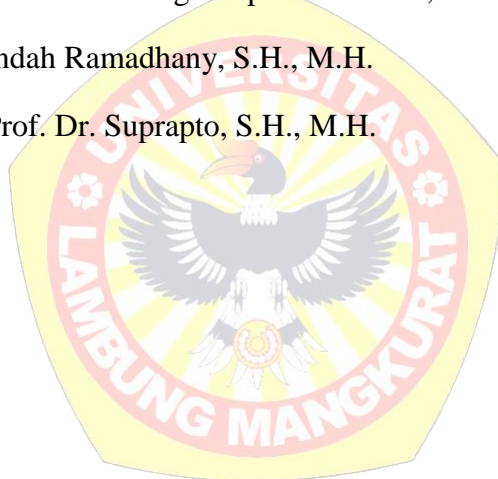 ndah Ramadhany, S.H., M.H.
Prof. Dr. Suprapto, S.H., M.H.
UNIVERSITAS
LAMBUNG MANGKURAT